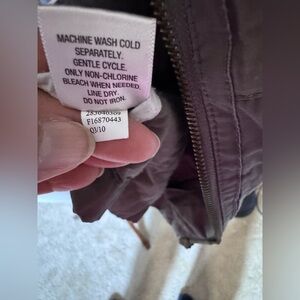 MACHINE WASH COLD
SEPARATELY.
GENTLE CYCLE.
ONLY NON-CHLORINE
BLEACH WHEN NEEDED.
LINE DRY.
DO NOT IRON.
F16870443
03/10